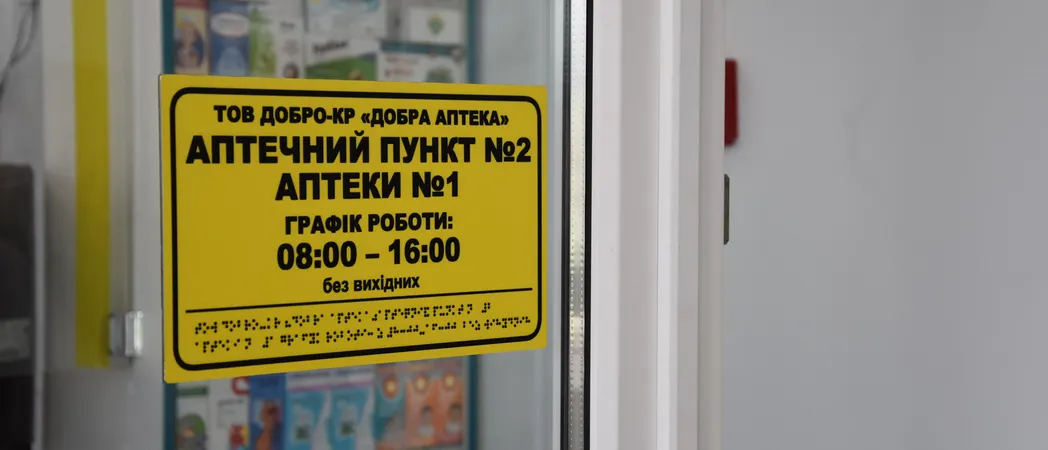 ТОВ ДОБРО-КР «ДОБРА АПТЕКА»
АПТЕЧНИЙ ПУНКТ №2
АПТЕКИ №1
ГРАФІК РОБОТИ:
08:00 – 16:00
без вихідних